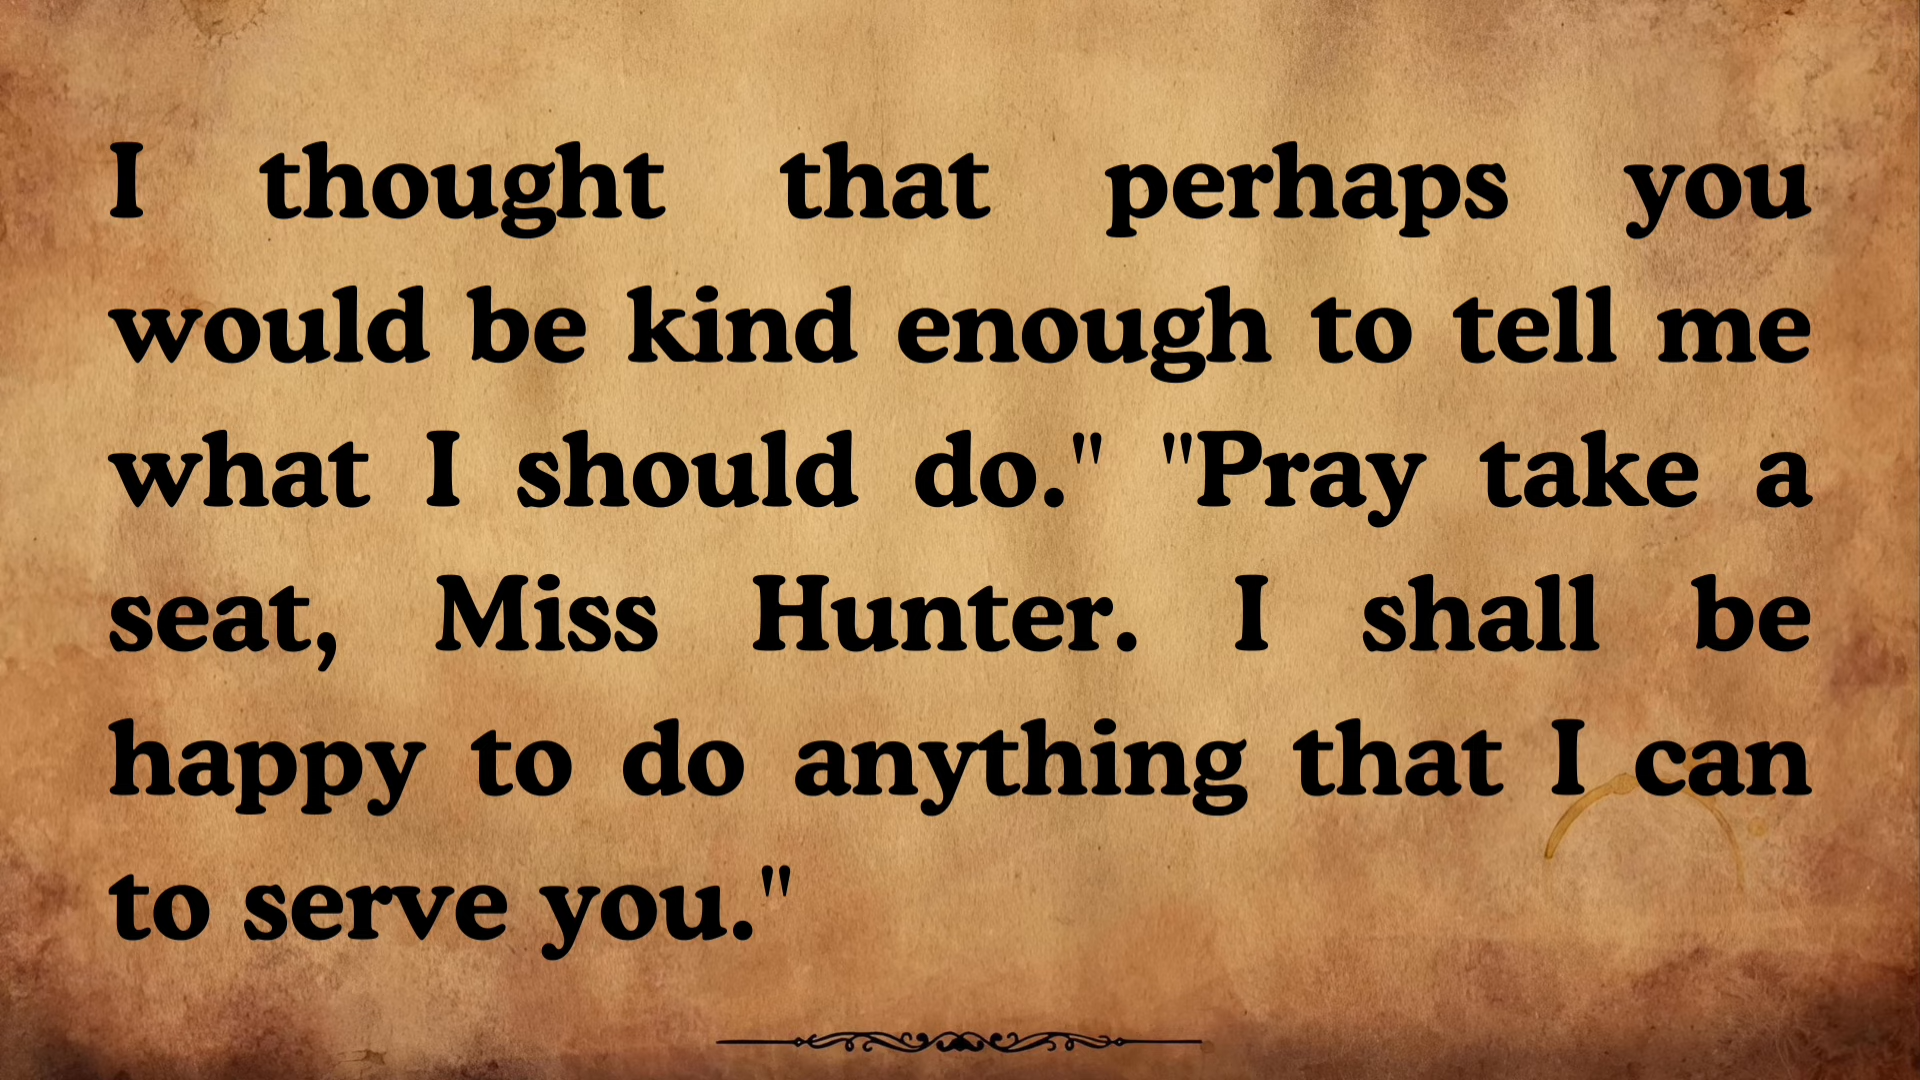 I thought that perhaps you
would be kind enough to tell me
what I should do." "Pray take a
seat, Miss Hunter. I shall be
happy to do anything that I can
to serve you."